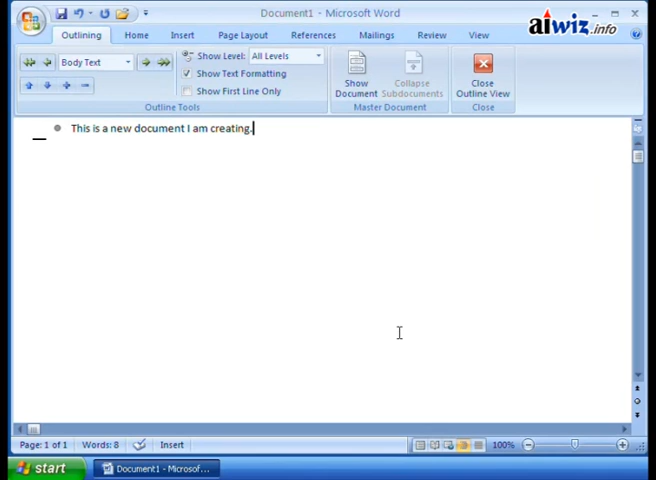 Document1 - Microsoft Word
aiwiz.info
Outlining Home Insert Page Layout References Mailings Review View
Body Text
Show Level: All Levels
Show Text Formatting
Show First Line Only
Outline Tools
Show Document
Collapse Subdocuments
Master Document
Close Outline View
Close
This is a new document I am creating.
Page: 1 of 1 Words: 8 Insert 100%
start Document1 - Microsof...